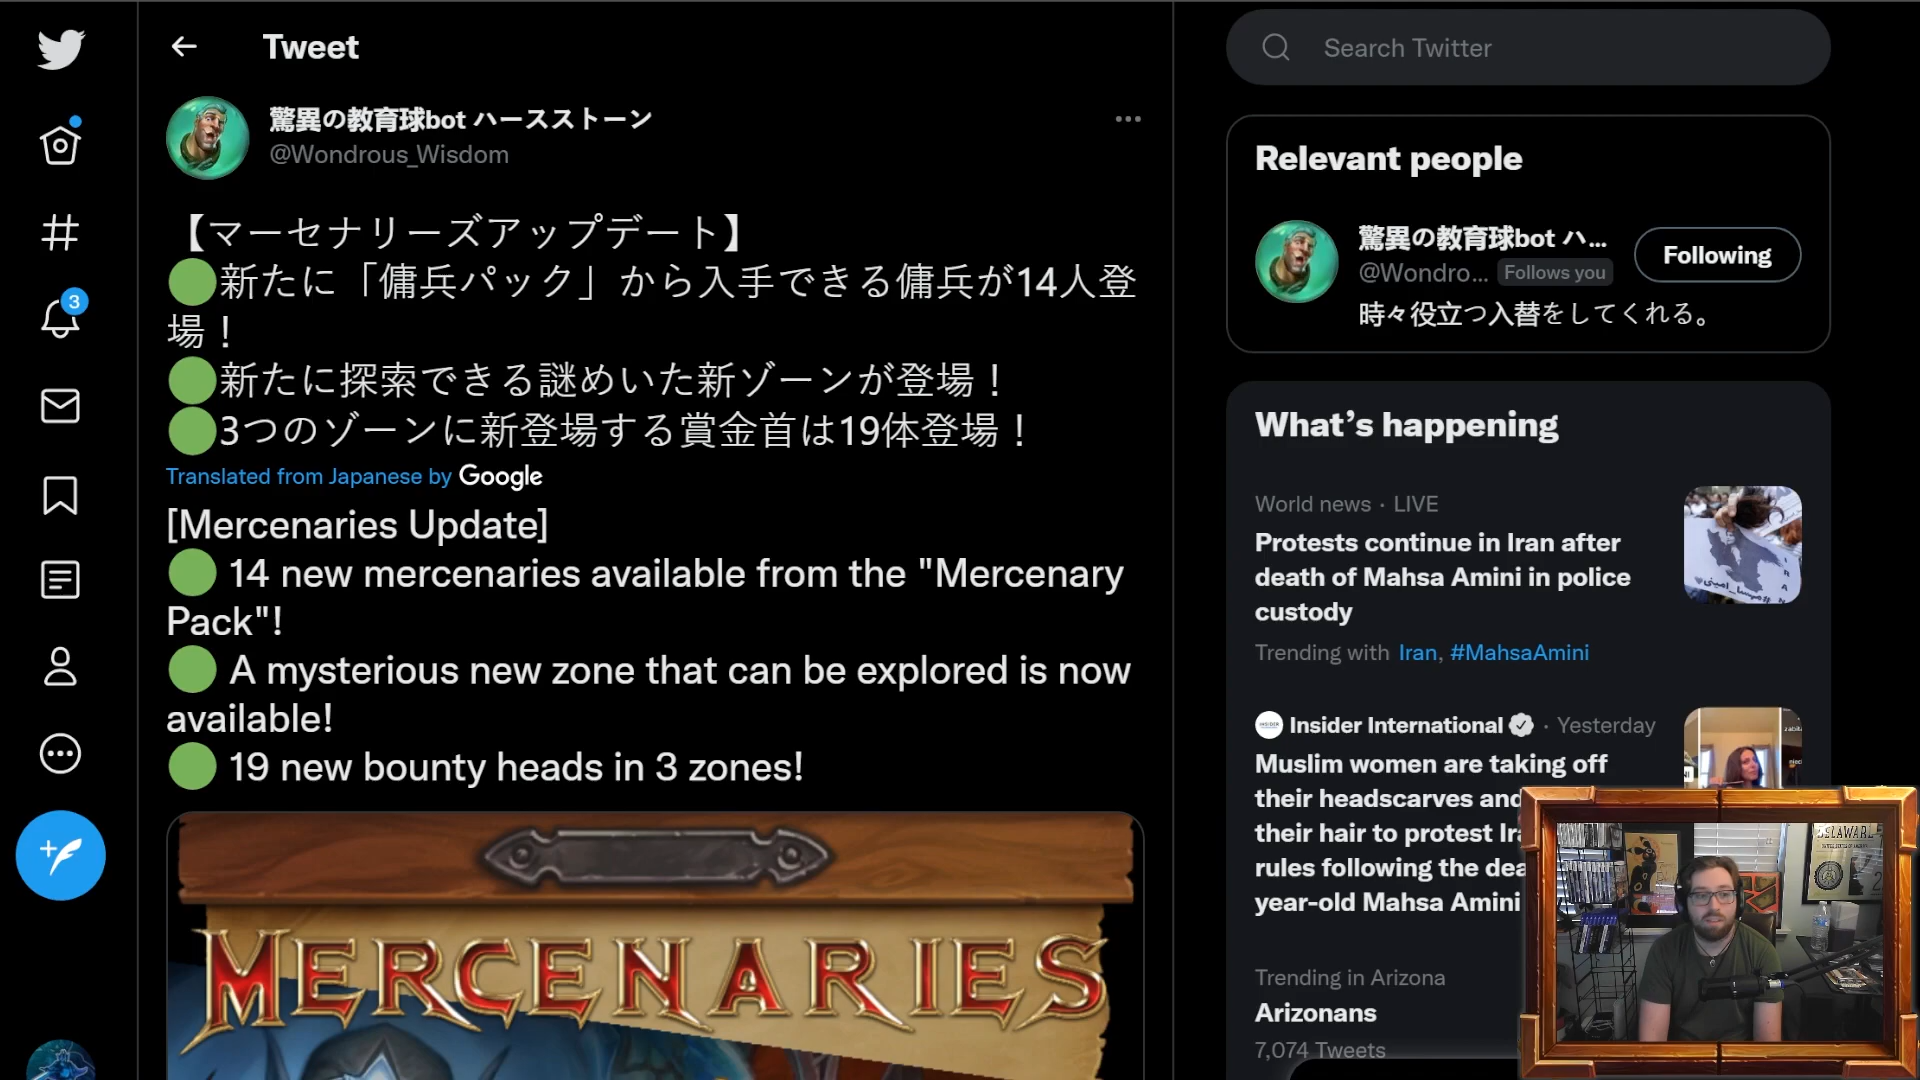 Tweet
驚異の教育球bot ハースストーン
@Wondrous_Wisdom
【マーセナリーズアップデート】
🟢新たに「傭兵パック」から入手できる傭兵が14人登
場！
🟢新たに探索できる謎めいた新ゾーンが登場！
🟢3つのゾーンに新登場する賞金首は19体登場！
Translated from Japanese by Google
[Mercenaries Update]
🟢 14 new mercenaries available from the "Mercenary
Pack"!
🟢 A mysterious new zone that can be explored is now
available!
🟢 19 new bounty heads in 3 zones!
MERCENARIES
3
Search Twitter
Relevant people
驚異の教育球bot ハ...
@Wondro... Follows you
Following
時々役立つ入替をしてくれる。
What's happening
World news · LIVE
Protests continue in Iran after
death of Mahsa Amini in police
custody
Trending with Iran, #MahsaAmini
Insider International · Yesterday
Muslim women are taking off
their headscarves and
their hair to protest
rules following the
year-old Mahsa Amini
Trending in Arizona
Arizonans
7,074 Tweets
DELAWARE